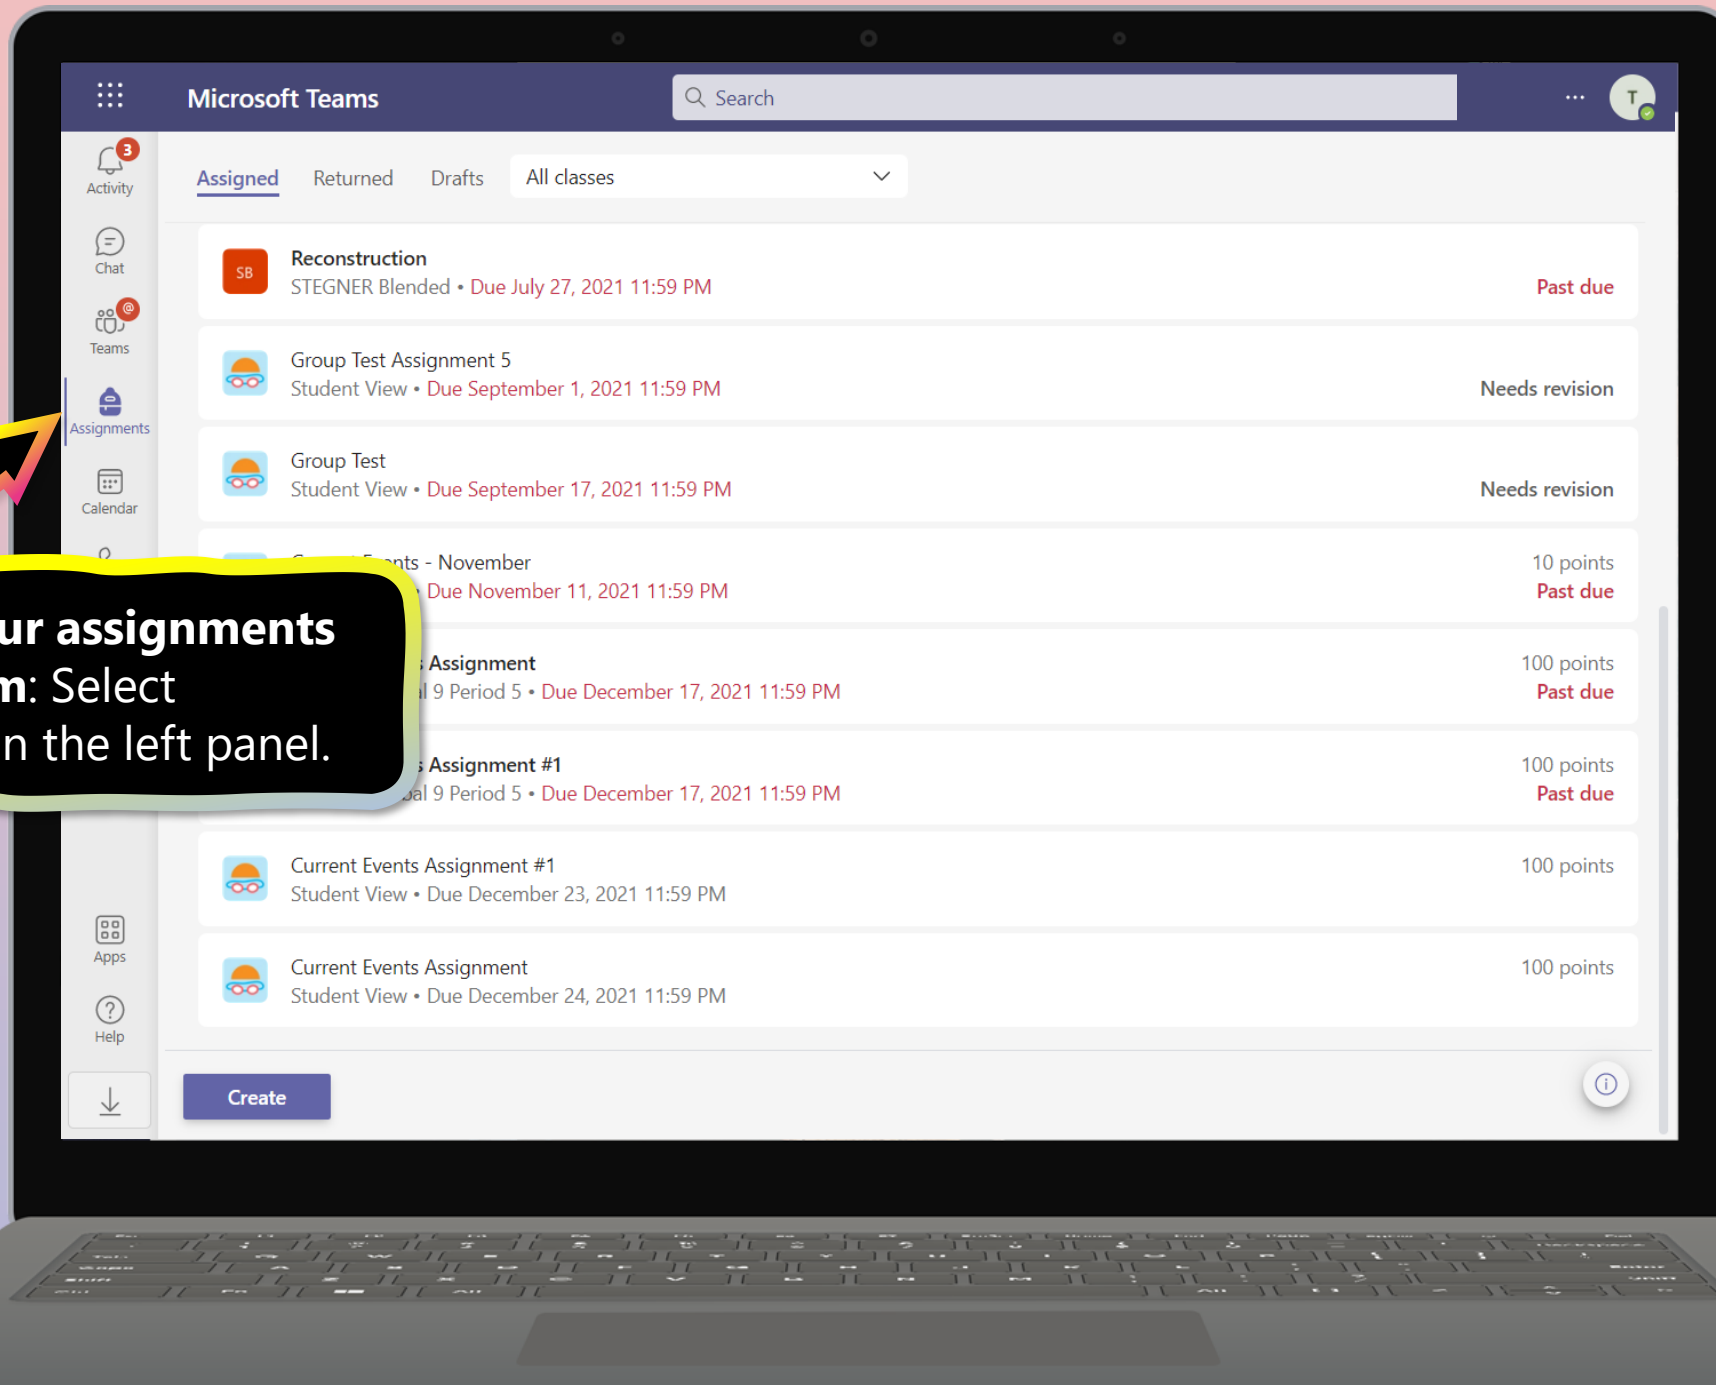 Microsoft Teams
Search
T
3
Activity
Assigned
Returned
Drafts
All classes
Chat
@
Teams
Assignments
Calendar
SB
Reconstruction
STEGNER Blended • Due July 27, 2021 11:59 PM
Past due
Group Test Assignment 5
Student View • Due September 1, 2021 11:59 PM
Needs revision
Group Test
Student View • Due September 17, 2021 11:59 PM
Needs revision
- November
10 points
• Due November 11, 2021 11:59 PM
Past due
ur assignments
m: Select
n the left panel.
Assignment
100 points
9 Period 5 • Due December 17, 2021 11:59 PM
Past due
Assignment #1
100 points
9 Period 5 • Due December 17, 2021 11:59 PM
Past due
Current Events Assignment #1
100 points
Student View • Due December 23, 2021 11:59 PM
Current Events Assignment
100 points
Student View • Due December 24, 2021 11:59 PM
Apps
Help
Create